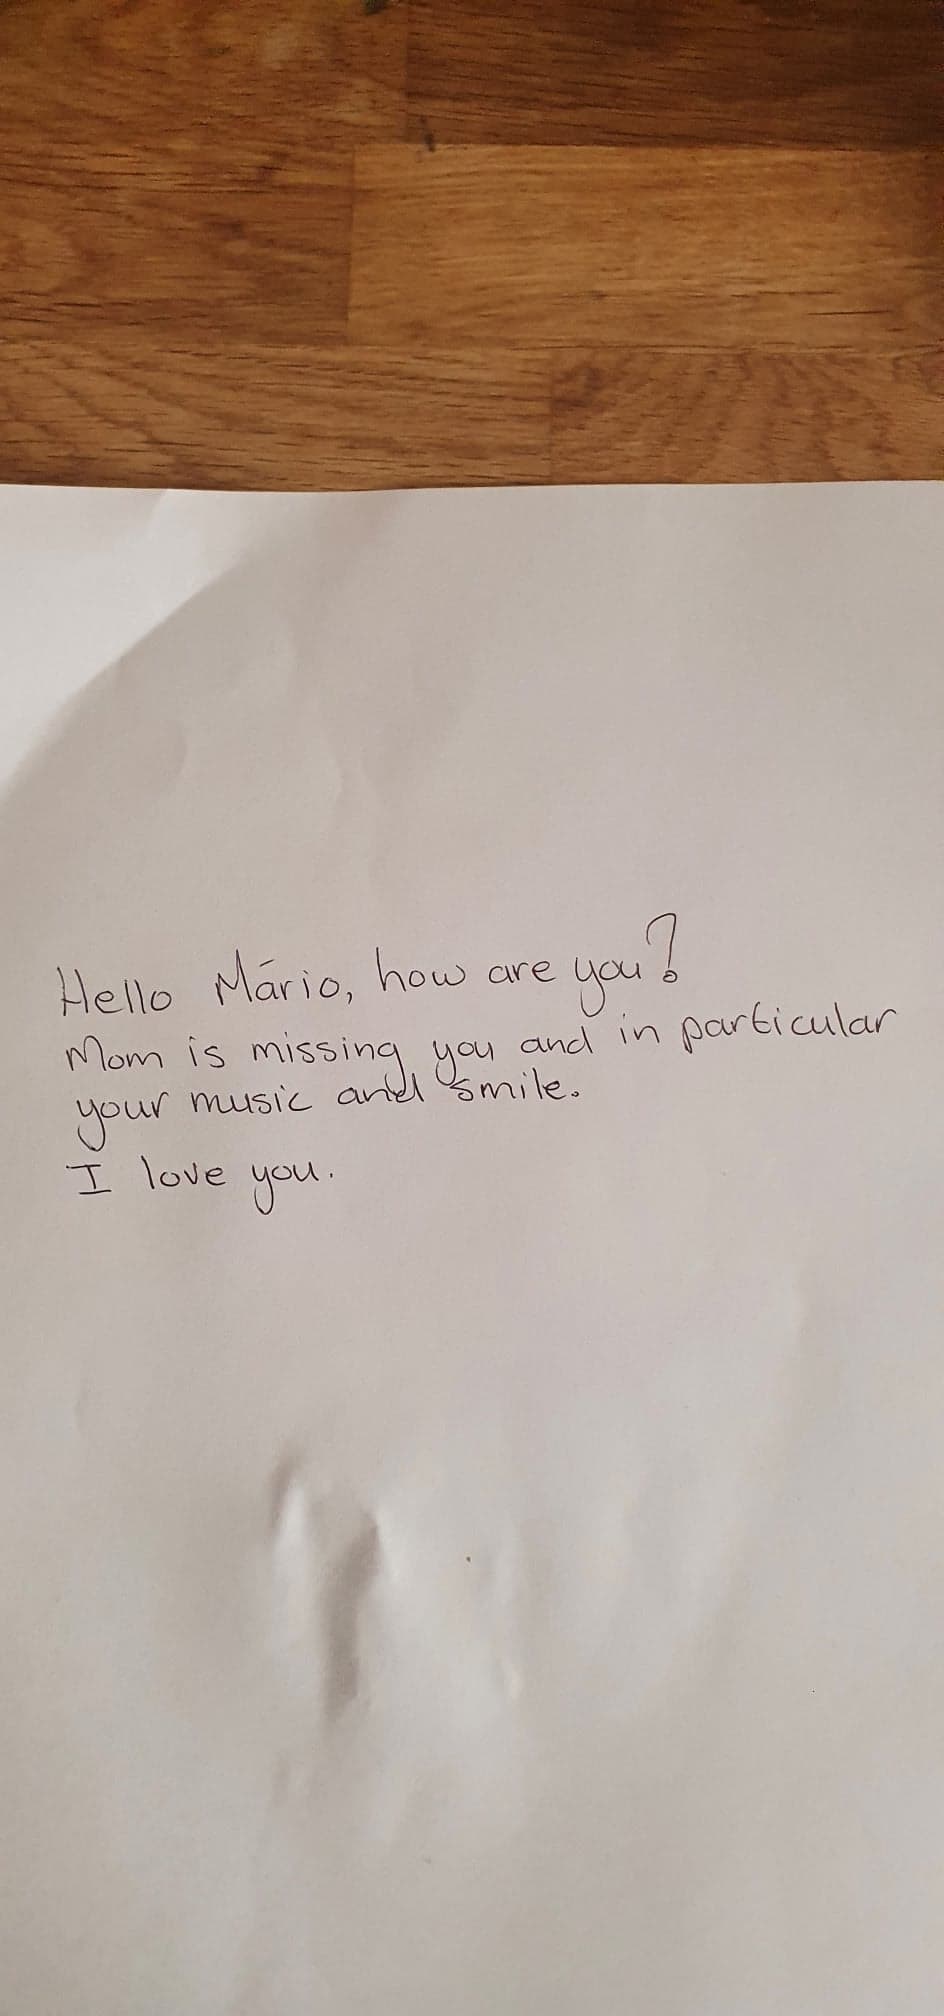 Hello Mário, how are you?
Mom is missing you and in particular
your music and smile.
I love you.